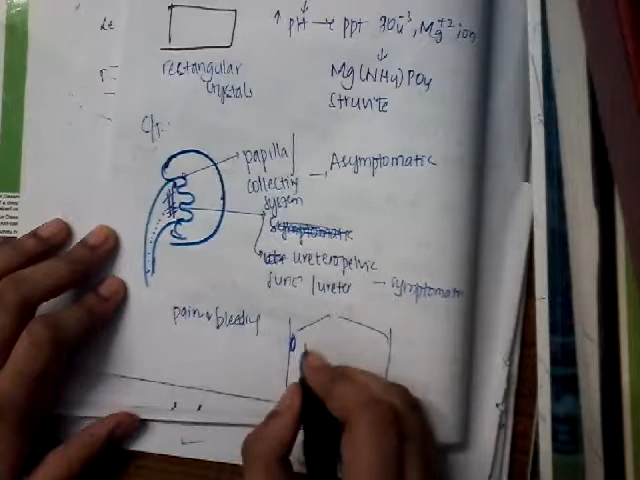 ↑ pH → ppt PO4⁻³, Mg⁺² ion
rectangular
crystals
Mg(NH4)PO4
Struvite
C/F:
papilla/
collecting
system
→ Asymptomatic
ureteropelvic
junc /ureter → symptomatic
pain & bleeding